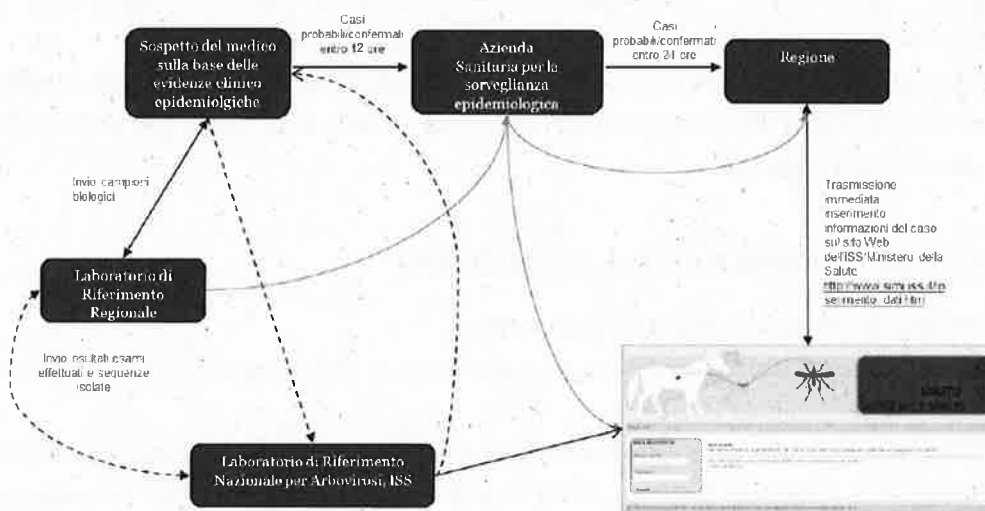 Casi
probabili/confermati
entro 12 ore
Sospetto del medico
sulla base delle
evidenze clinico
epidemiolgiche
Azienda
Sanitaria per la
sorveglianza
epidemiologica
Casi
probabili/confermati
entro 24 ore
Regione
Invio campioni
biologici
Trasmissione
immediata
inserimento
informazioni del caso
sul sito Web
dell'ISS/Ministero della
Salute
Laboratorio di
Riferimento
Regionale
Invio risultati esami
effettuati e sequenze
isolate
Laboratorio di Riferimento
Nazionale per Arbovirosi, ISS